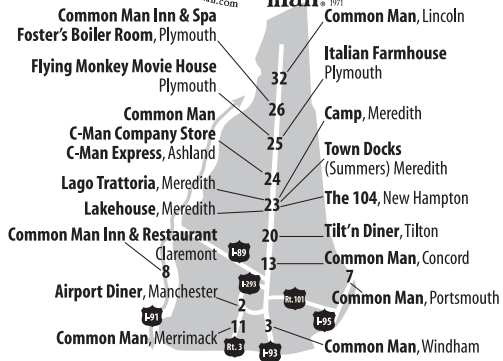 .com
man® 1971
Common Man Inn & Spa
Foster's Boiler Room, Plymouth
Flying Monkey Movie House
Plymouth
Common Man
C-Man Company Store
C-Man Express, Ashland
Lago Trattoria, Meredith
Lakehouse, Meredith
Common Man Inn & Restaurant
Claremont
8
Airport Diner, Manchester
I-91
Common Man, Merrimack
32
26
25
24
23
20
I-89
13
I-293
2
11
Rt. 3
3
I-93
Rt. 101
I-95
7
Common Man, Lincoln
Italian Farmhouse
Plymouth
Camp, Meredith
Town Docks
(Summers) Meredith
The 104, New Hampton
Tilt'n Diner, Tilton
Common Man, Concord
Common Man, Portsmouth
Common Man, Windham